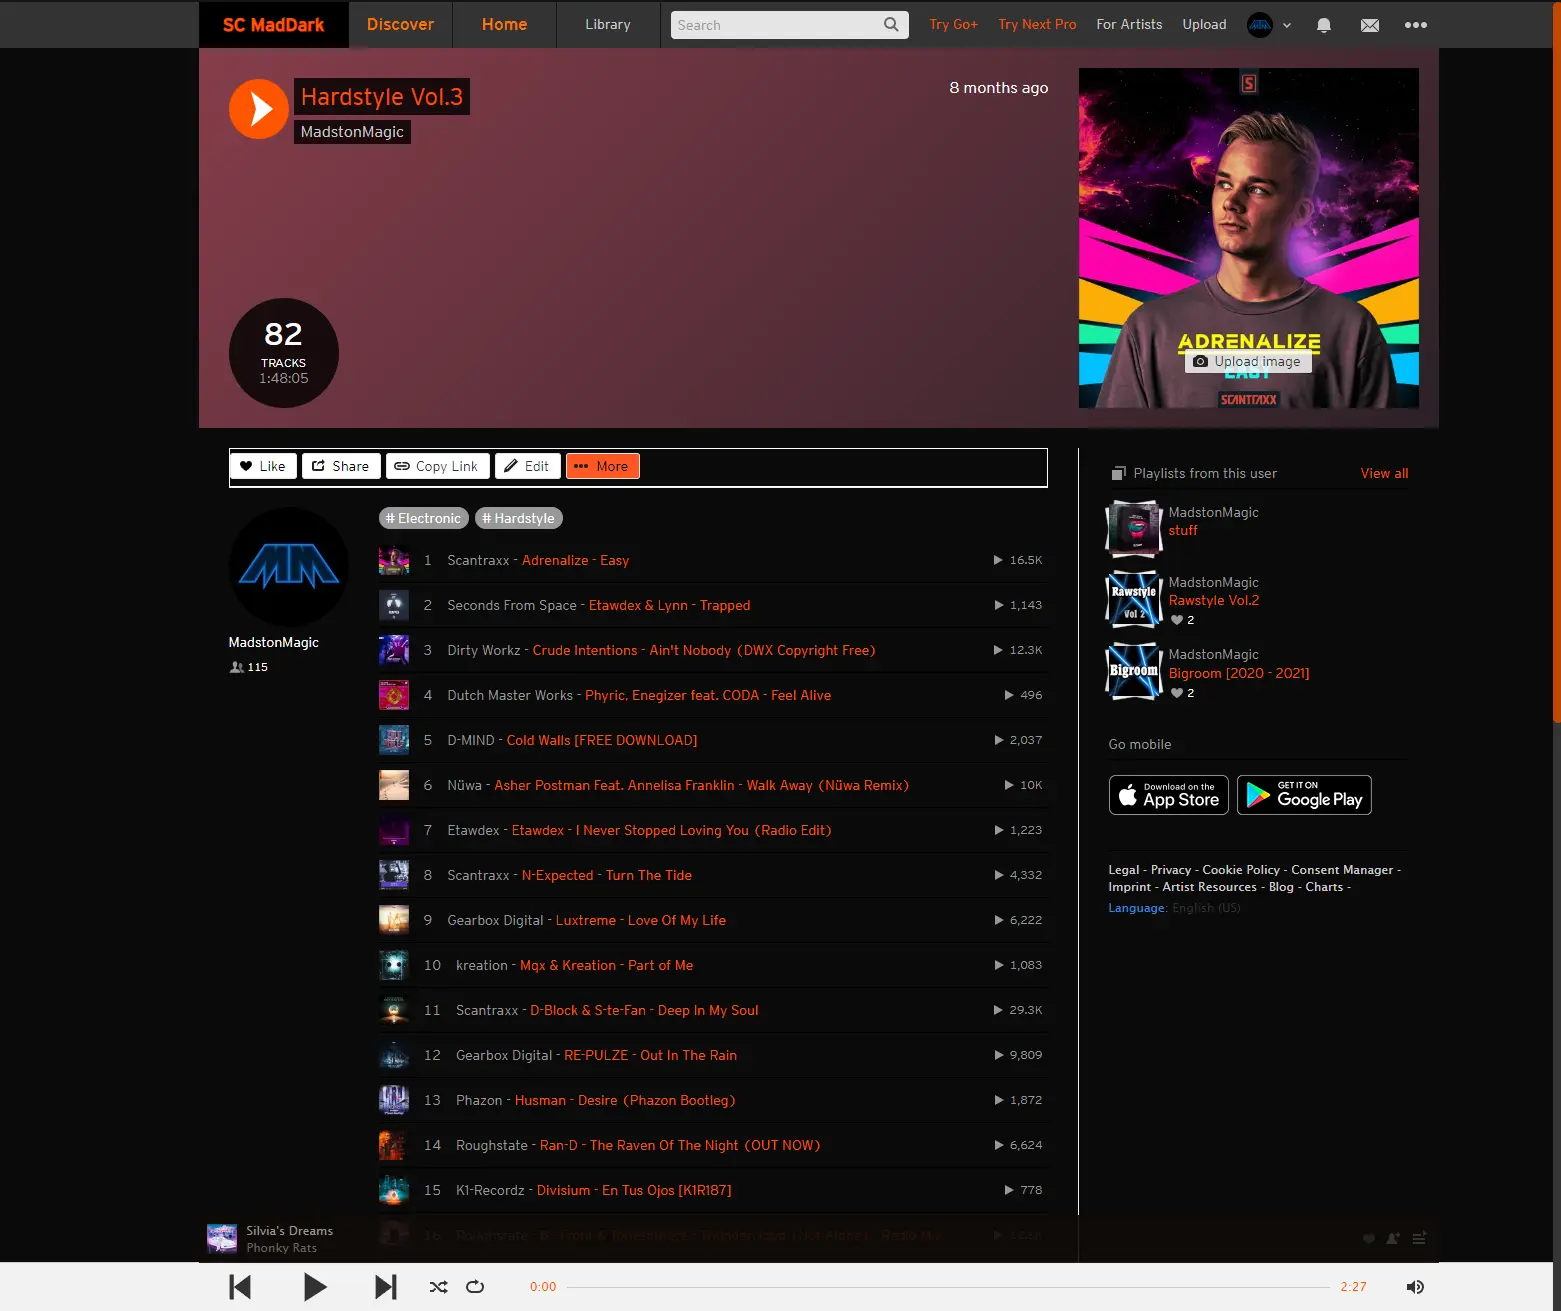 SC MadDark Discover Home Library Search Try Go+ Try Next Pro For Artists Upload
Hardstyle Vol.3
MadstonMagic
8 months ago
82
TRACKS
1:48:05
S
ADRENALIZE
EASY
Upload image
SCANTRAXX
Like Share Copy Link Edit More
# Electronic # Hardstyle
MadstonMagic
115
1 Scantraxx - Adrenalize - Easy 16.5K
2 Seconds From Space - Etawdex & Lynn - Trapped 1,143
3 Dirty Workz - Crude Intentions - Ain't Nobody (DWX Copyright Free) 12.3K
4 Dutch Master Works - Phyric, Enegizer feat. CODA - Feel Alive 496
5 D-MIND - Cold Walls [FREE DOWNLOAD] 2,037
6 Nüwa - Asher Postman Feat. Annelisa Franklin - Walk Away (Nüwa Remix) 10K
7 Etawdex - Etawdex - I Never Stopped Loving You (Radio Edit) 1,223
8 Scantraxx - N-Expected - Turn The Tide 4,332
9 Gearbox Digital - Luxtreme - Love Of My Life 6,222
10 kreation - Mqx & Kreation - Part of Me 1,083
11 Scantraxx - D-Block & S-te-Fan - Deep In My Soul 29.3K
12 Gearbox Digital - RE-PULZE - Out In The Rain 9,809
13 Phazon - Husman - Desire (Phazon Bootleg) 1,872
14 Roughstate - Ran-D - The Raven Of The Night (OUT NOW) 6,624
15 K1-Recordz - Divisium - En Tus Ojos [K1R187] 778
16 Roughstate
Playlists from this user View all
MadstonMagic
stuff
MadstonMagic
Rawstyle Vol.2
2
Rawstyle
Vol 2
MadstonMagic
Bigroom [2020 - 2021]
2
Bigroom
Go mobile
Download on the
App Store
GET IT ON
Google Play
Legal - Privacy - Cookie Policy - Consent Manager -
Imprint - Artist Resources - Blog - Charts -
Language: English (US)
Silvia's Dreams
Phonky Rats
0:00 2:27